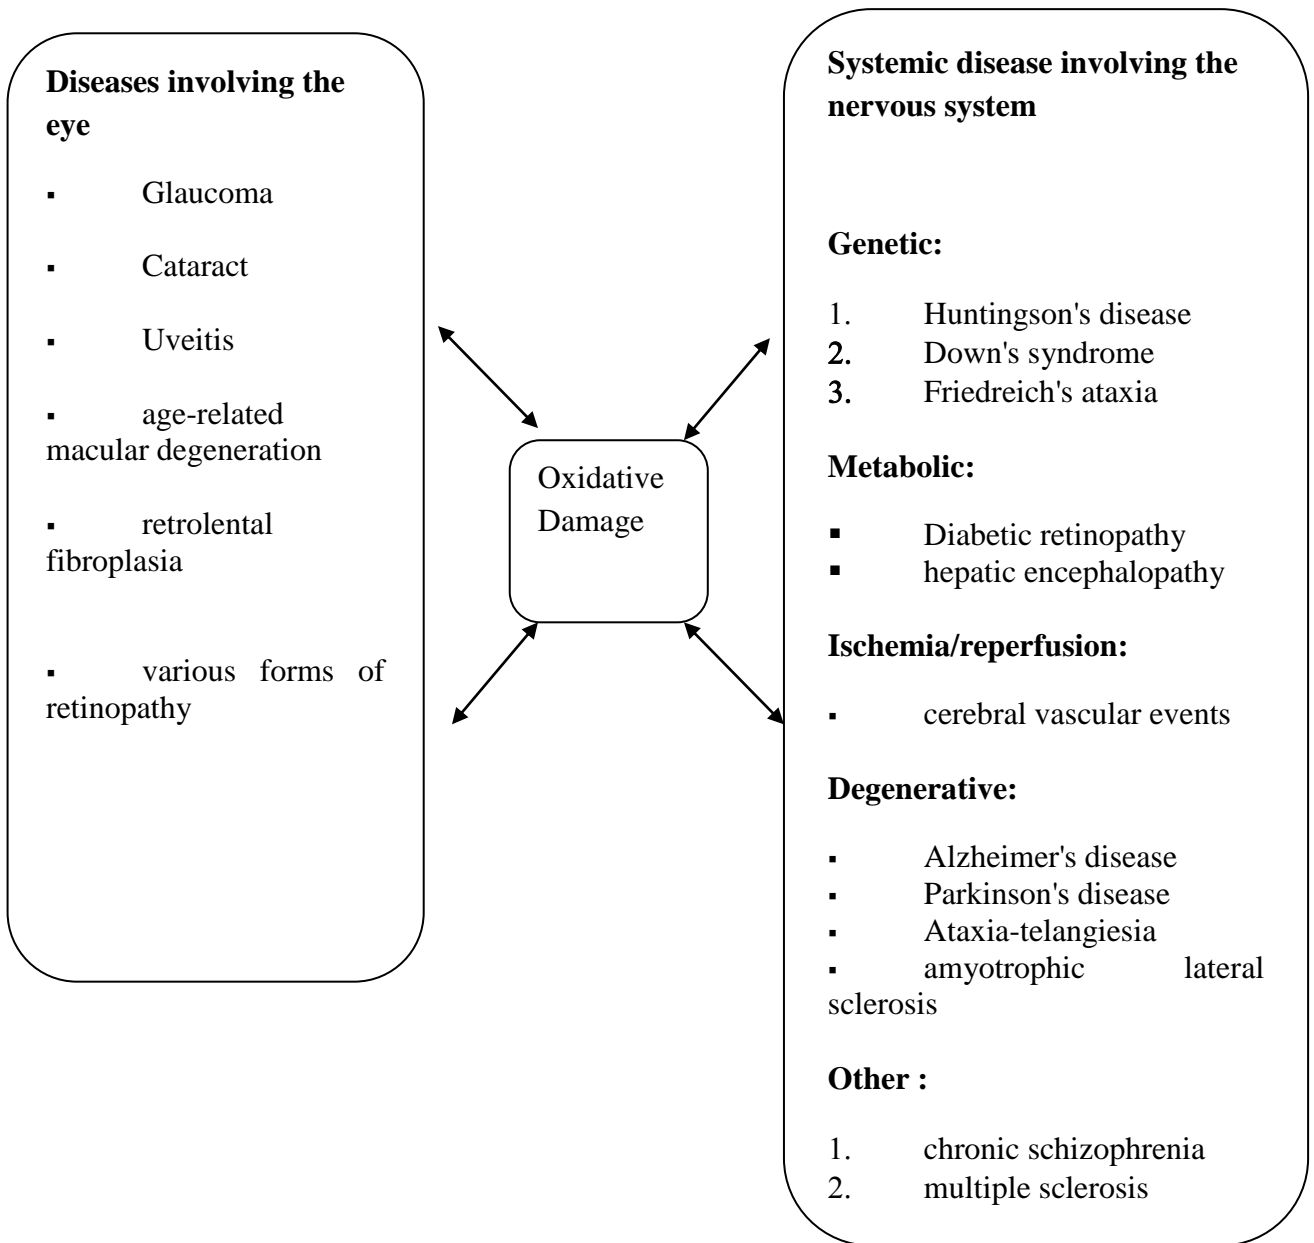 Diseases involving the
eye
▪ Glaucoma
▪ Cataract
▪ Uveitis
▪ age-related
macular degeneration
▪ retrolental
fibroplasia
▪ various forms of
retinopathy
Oxidative
Damage
Systemic disease involving the
nervous system
Genetic:
1. Huntingson's disease
2. Down's syndrome
3. Friedreich's ataxia
Metabolic:
▪ Diabetic retinopathy
▪ hepatic encephalopathy
Ischemia/reperfusion:
▪ cerebral vascular events
Degenerative:
▪ Alzheimer's disease
▪ Parkinson's disease
▪ Ataxia-telangiesia
▪ amyotrophic lateral
sclerosis
Other :
1. chronic schizophrenia
2. multiple sclerosis